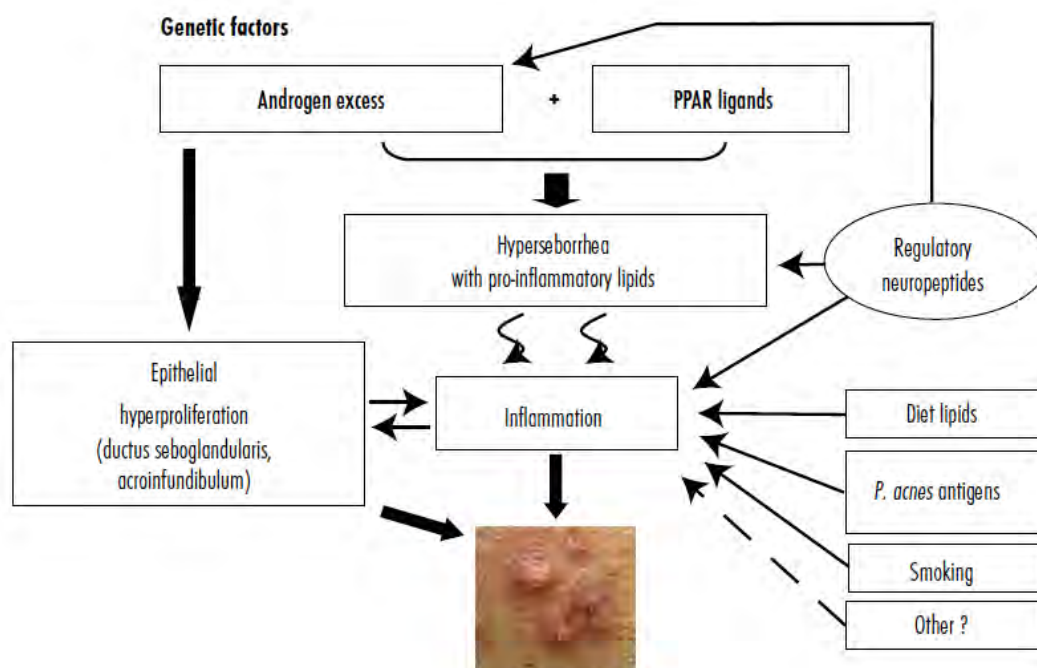 Genetic factors
Androgen excess
+
PPAR ligands
Hyperseborrhea
with pro-inflammatory lipids
Regulatory
neuropeptides
Epithelial
hyperproliferation
(ductus seboglandularis,
acroinfundibulum)
Inflammation
Diet lipids
P. acnes antigens
Smoking
Other ?